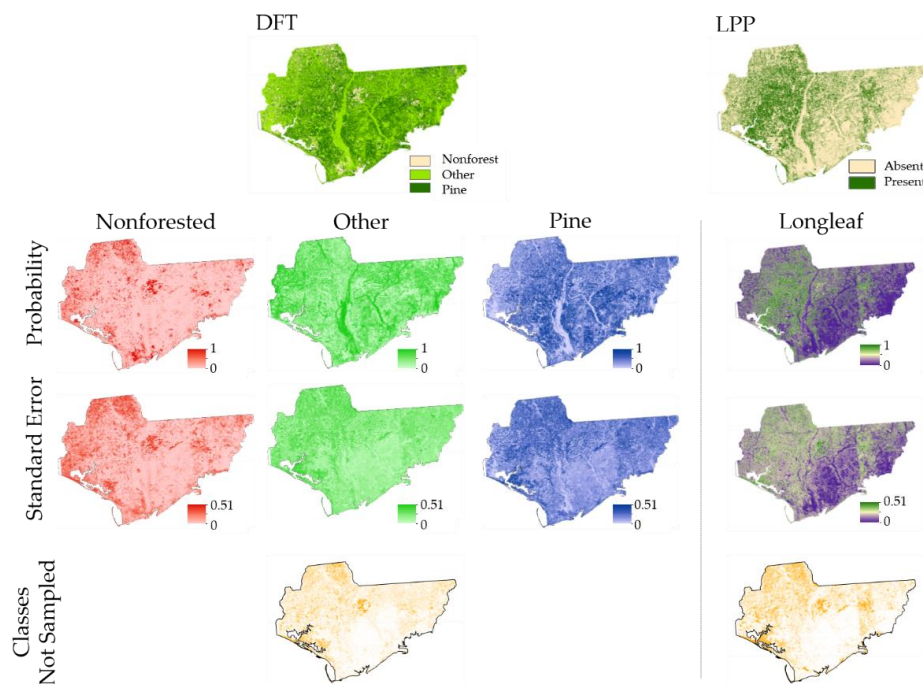 DFT
LPP
Nonforest
Other
Pine
Absent
Present
Nonforested
Other
Pine
Longleaf
Probability
1
0
1
0
1
0
1
0
Standard Error
0.51
0
0.51
0
0.51
0
0.51
0
Classes
Not Sampled